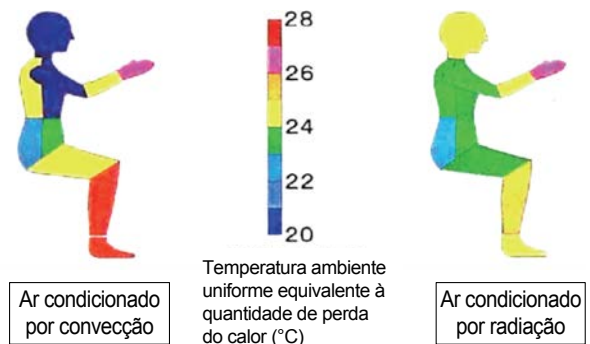 28
26
24
22
20
Temperatura ambiente
uniforme equivalente à
quantidade de perda
do calor (°C)
Ar condicionado
por convecção
Ar condicionado
por radiação